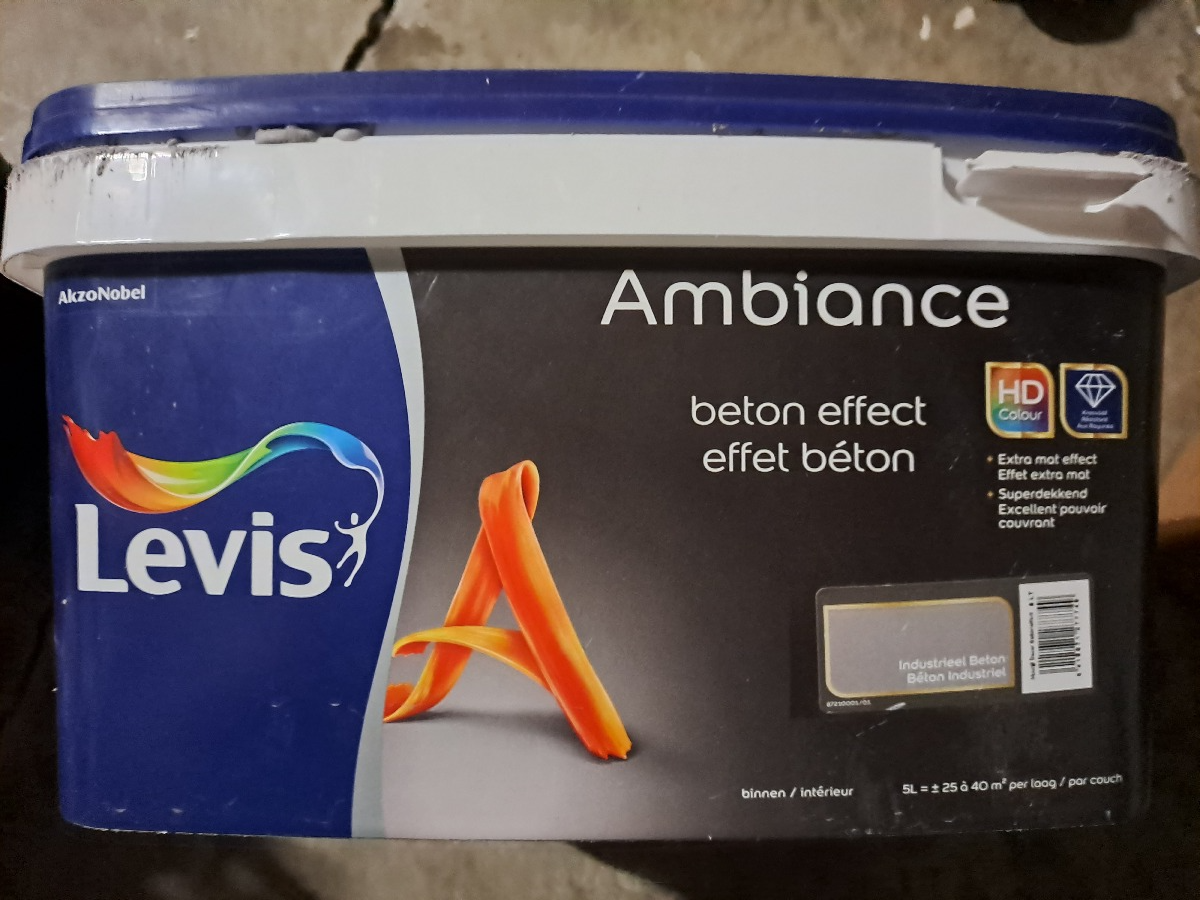 AkzoNobel
Levis
Ambiance
beton effect
effet béton
HD
Colour
Extra mat effect
Effet extra mat
Superdekkend
Excellent pouvoir
couvrant
Industrieel Beton
Béton Industriel
binnen / intérieur
5L = ± 25 à 40 m² per laag / par couch